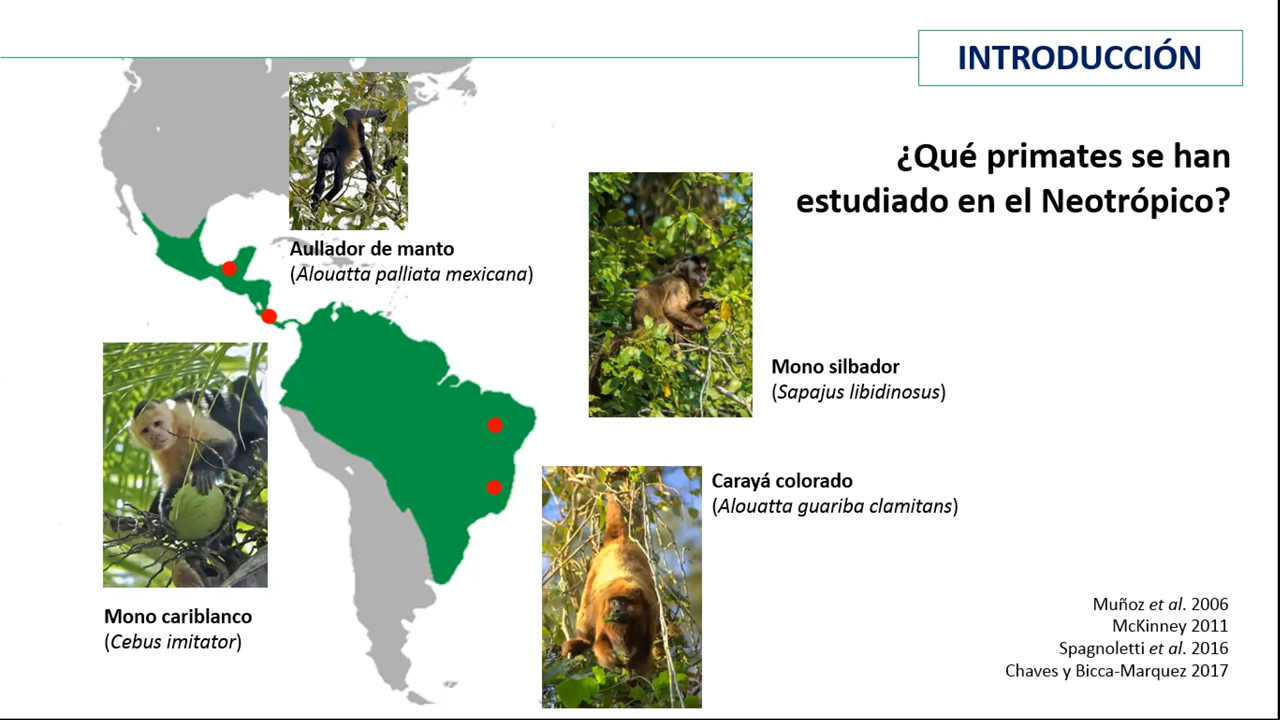 INTRODUCCIÓN
¿Qué primates se han
estudiado en el Neotrópico?
Aullador de manto
(Alouatta palliata mexicana)
Mono silbador
(Sapajus libidinosus)
Carayá colorado
(Alouatta guariba clamitans)
Mono cariblanco
(Cebus imitator)
Muñoz et al. 2006
McKinney 2011
Spagnoletti et al. 2016
Chaves y Bicca-Marquez 2017